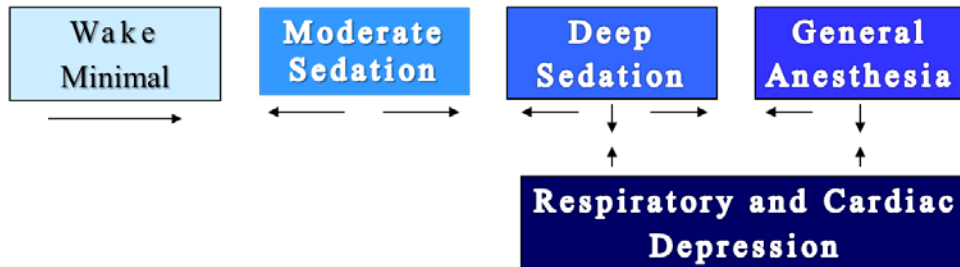 Wake
Minimal
Moderate
Sedation
Deep
Sedation
General
Anesthesia
Respiratory and Cardiac
Depression